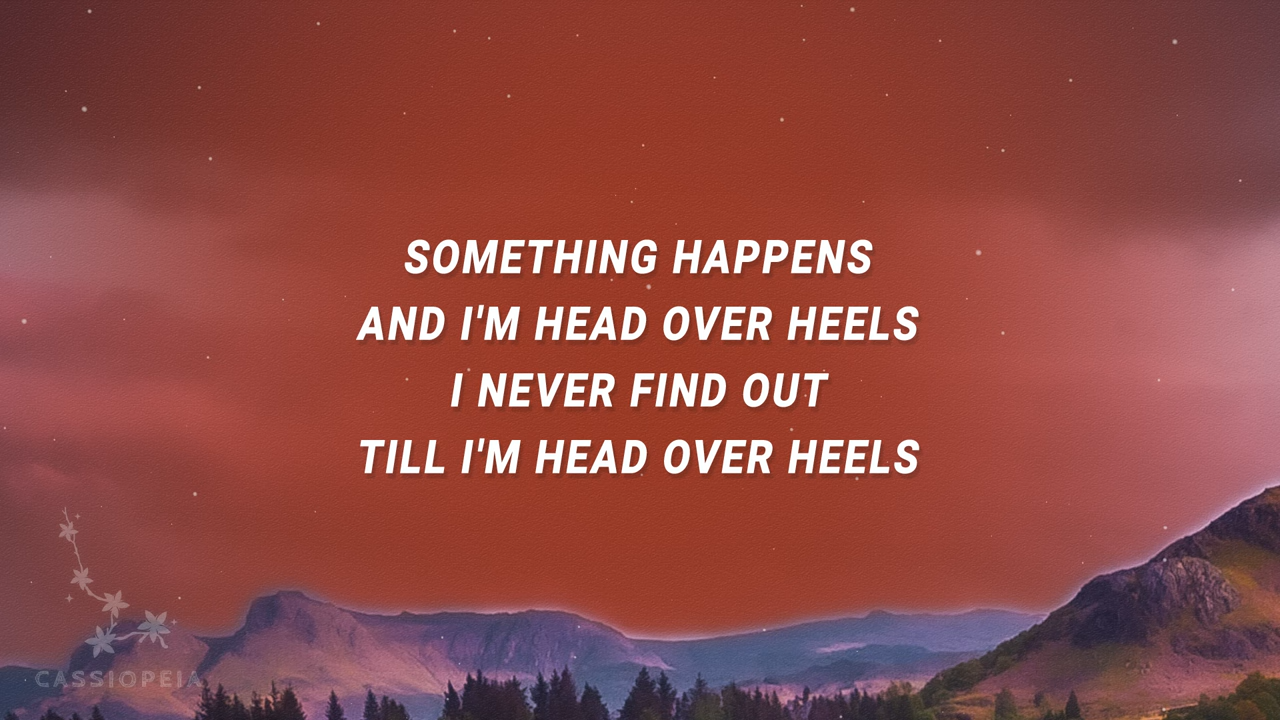 SOMETHING HAPPENS
AND I'M HEAD OVER HEELS
I NEVER FIND OUT
TILL I'M HEAD OVER HEELS
CASSIOPEIA